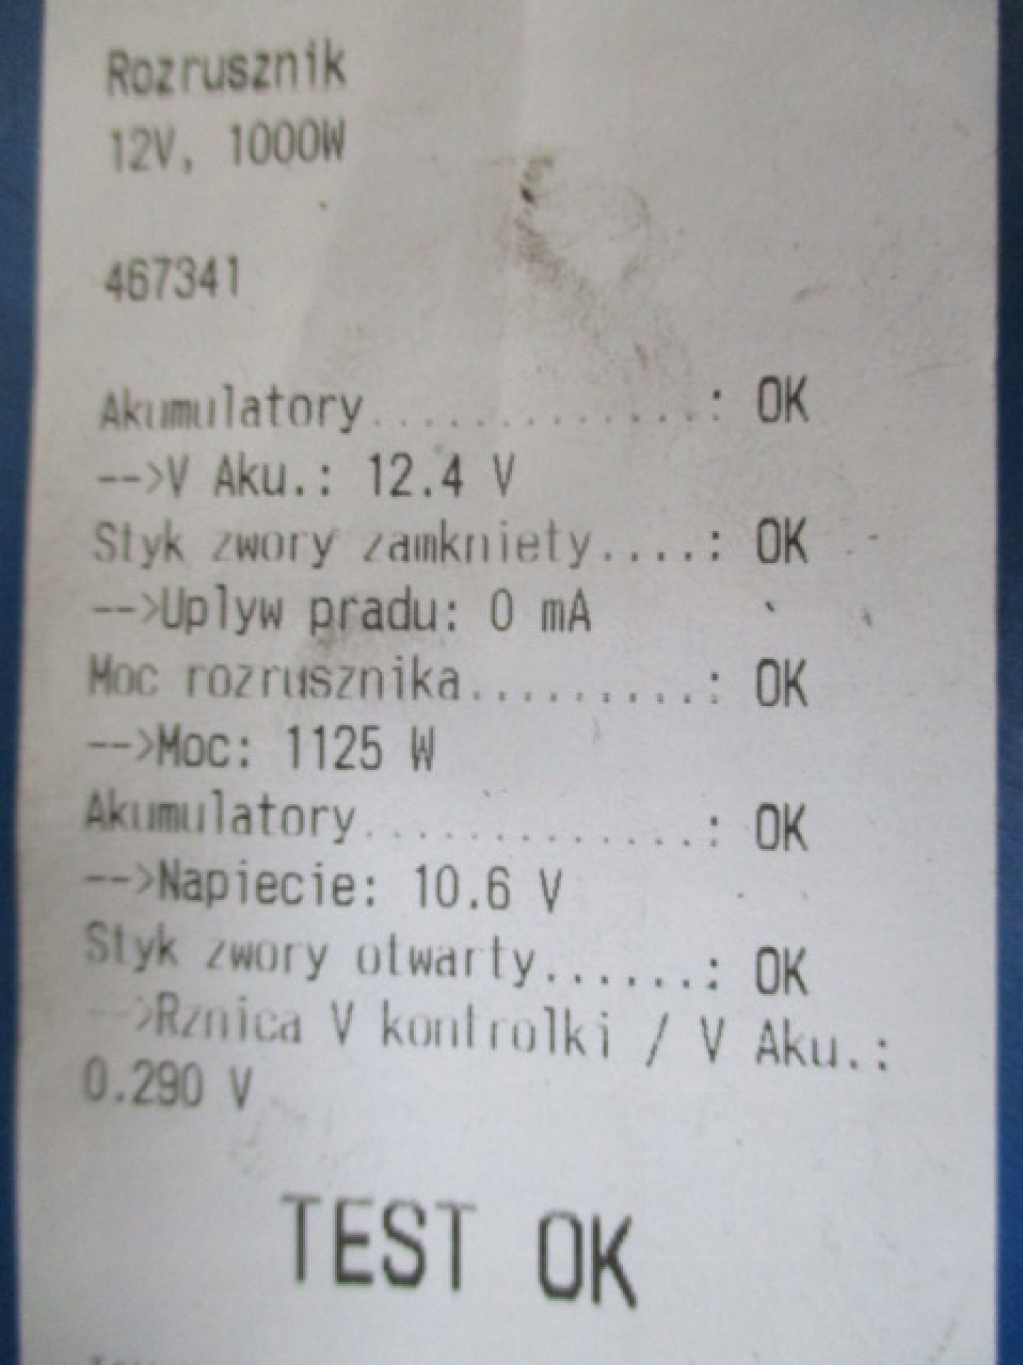 Rozrusznik
12V, 1000W
467341
Akumulatory..............: OK
-->V Aku.: 12.4 V
Styk zwory zamkniety....: OK
-->Uplyw pradu: 0 mA
Moc rozrusznika.........: OK
-->Moc: 1125 W
Akumulatory..............: OK
-->Napiecie: 10.6 V
Styk zwory otwarty......: OK
-->Rznica V kontrolki / V Aku.:
0.290 V
TEST OK